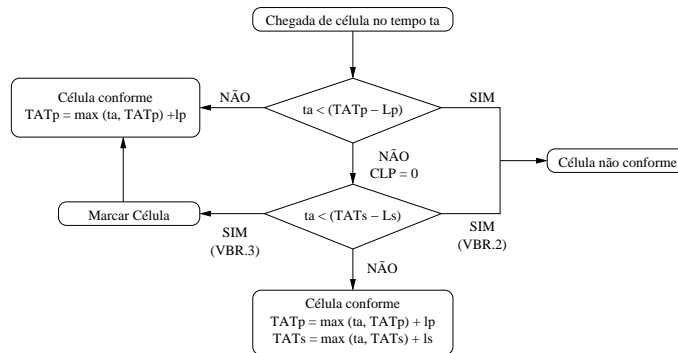 Chegada de célula no tempo ta
Célula conforme
TATp = max (ta, TATp) +lp
NÃO
ta < (TATp – Lp)
SIM
NÃO
CLP = 0
Célula não conforme
Marcar Célula
SIM
(VBR.3)
ta < (TATs – Ls)
SIM
(VBR.2)
NÃO
Célula conforme
TATp = max (ta, TATp) + lp
TATs = max (ta, TATs) + ls